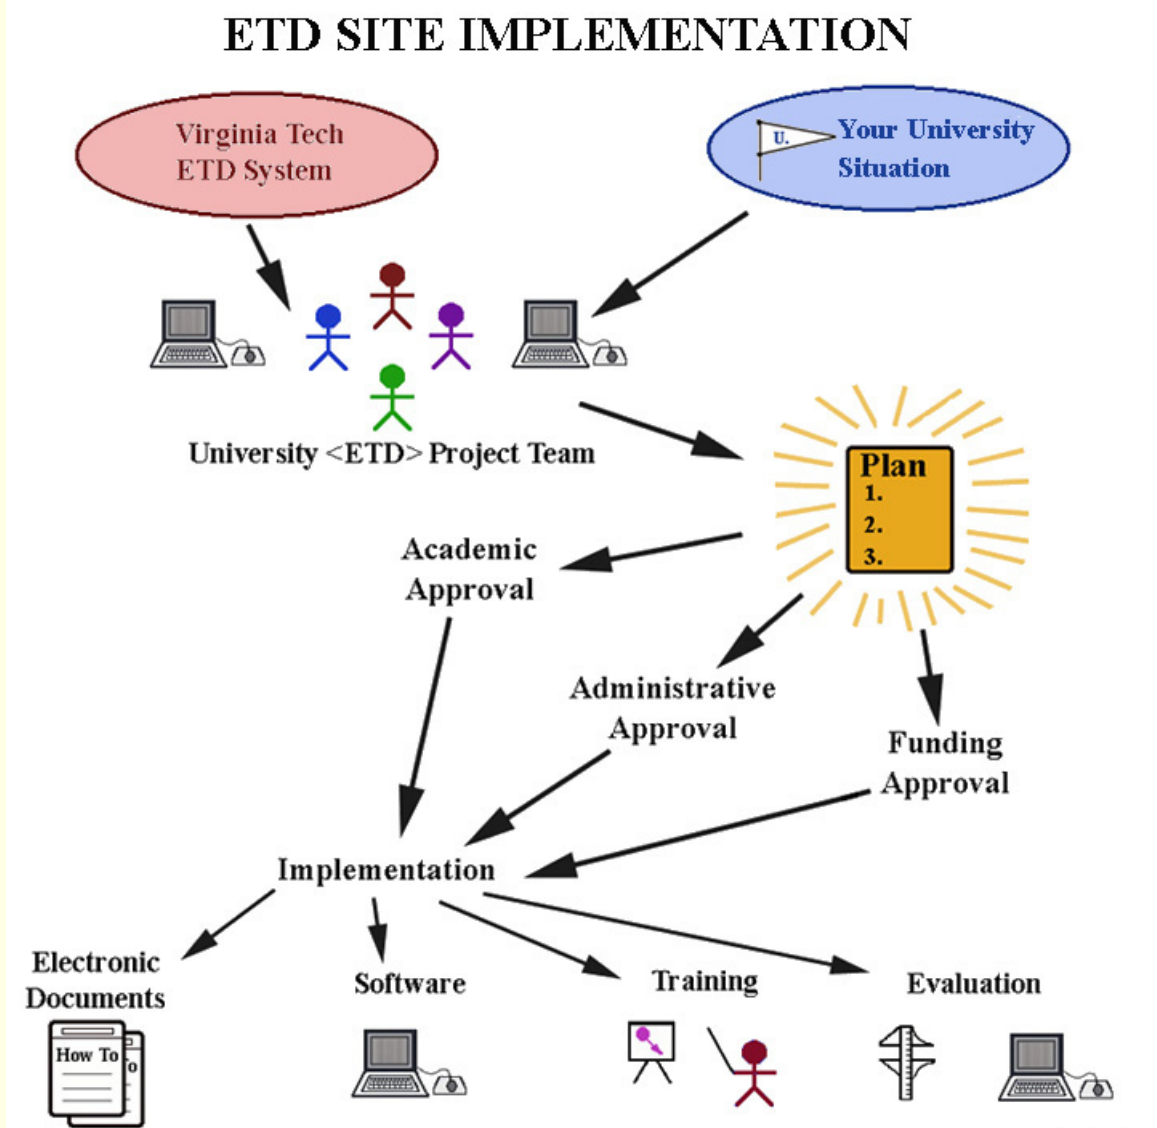 ETD SITE IMPLEMENTATION
Virginia Tech
ETD System
U.
Your University
Situation
University <ETD> Project Team
Plan
1.
2.
3.
Academic
Approval
Administrative
Approval
Funding
Approval
Implementation
Electronic
Documents
Software
Training
Evaluation
How To
o